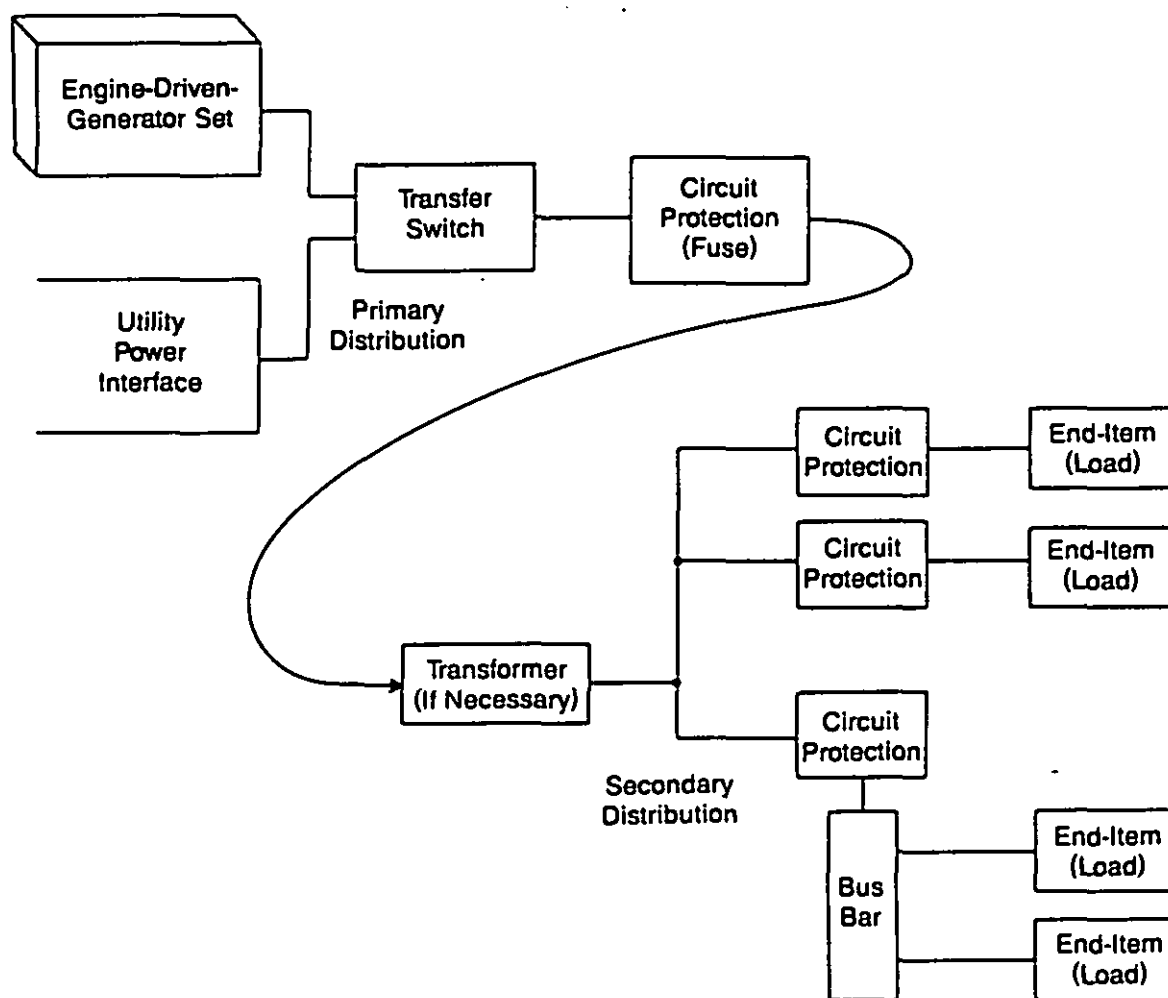 Engine-Driven-
Generator Set
Transfer
Switch
Circuit
Protection
(Fuse)
Utility
Power
Interface
Primary
Distribution
Circuit
Protection
End-Item
(Load)
Circuit
Protection
End-Item
(Load)
Transformer
(If Necessary)
Circuit
Protection
Secondary
Distribution
Bus
Bar
End-Item
(Load)
End-Item
(Load)